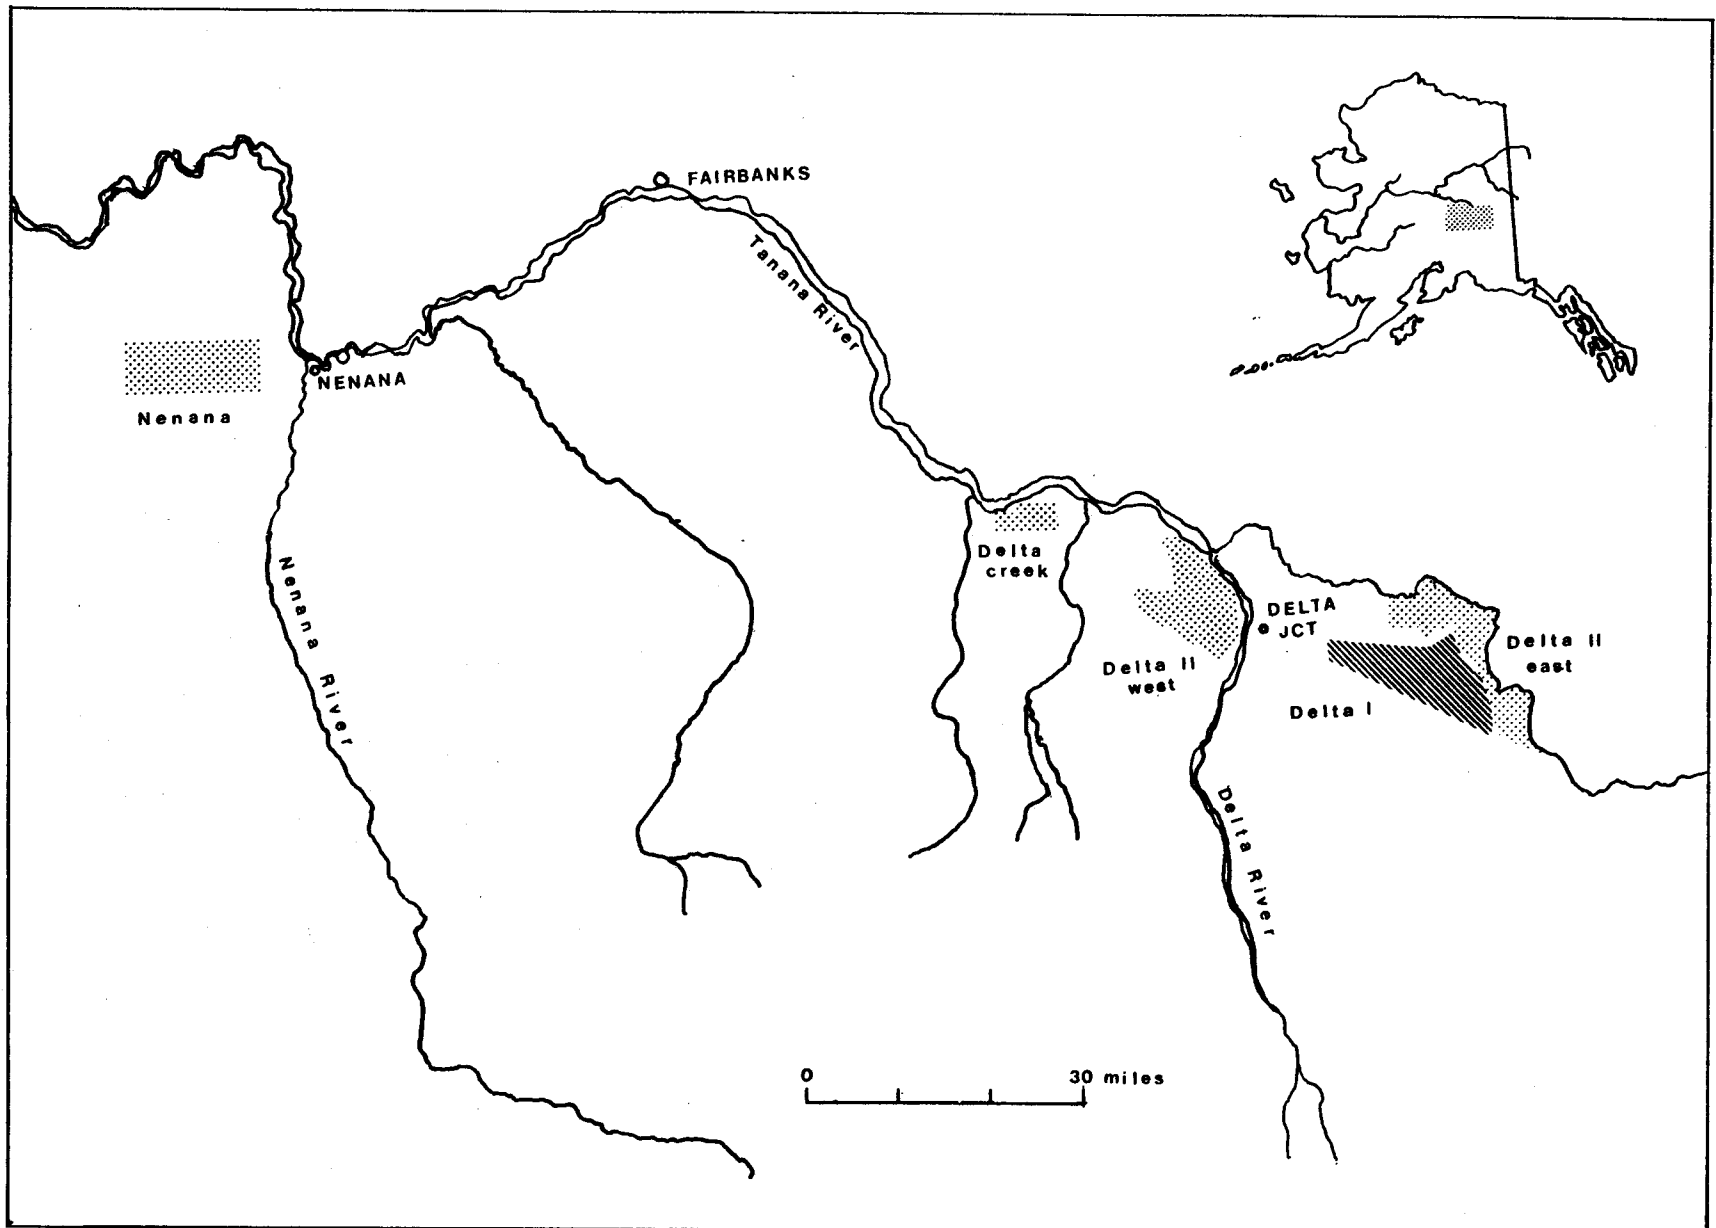 FAIRBANKS
Tanana River
NENANA
Nenana
Nenana River
Delta
creek
DELTA
JCT
Delta II
west
Delta II
east
Delta I
Delta River
0
30 miles